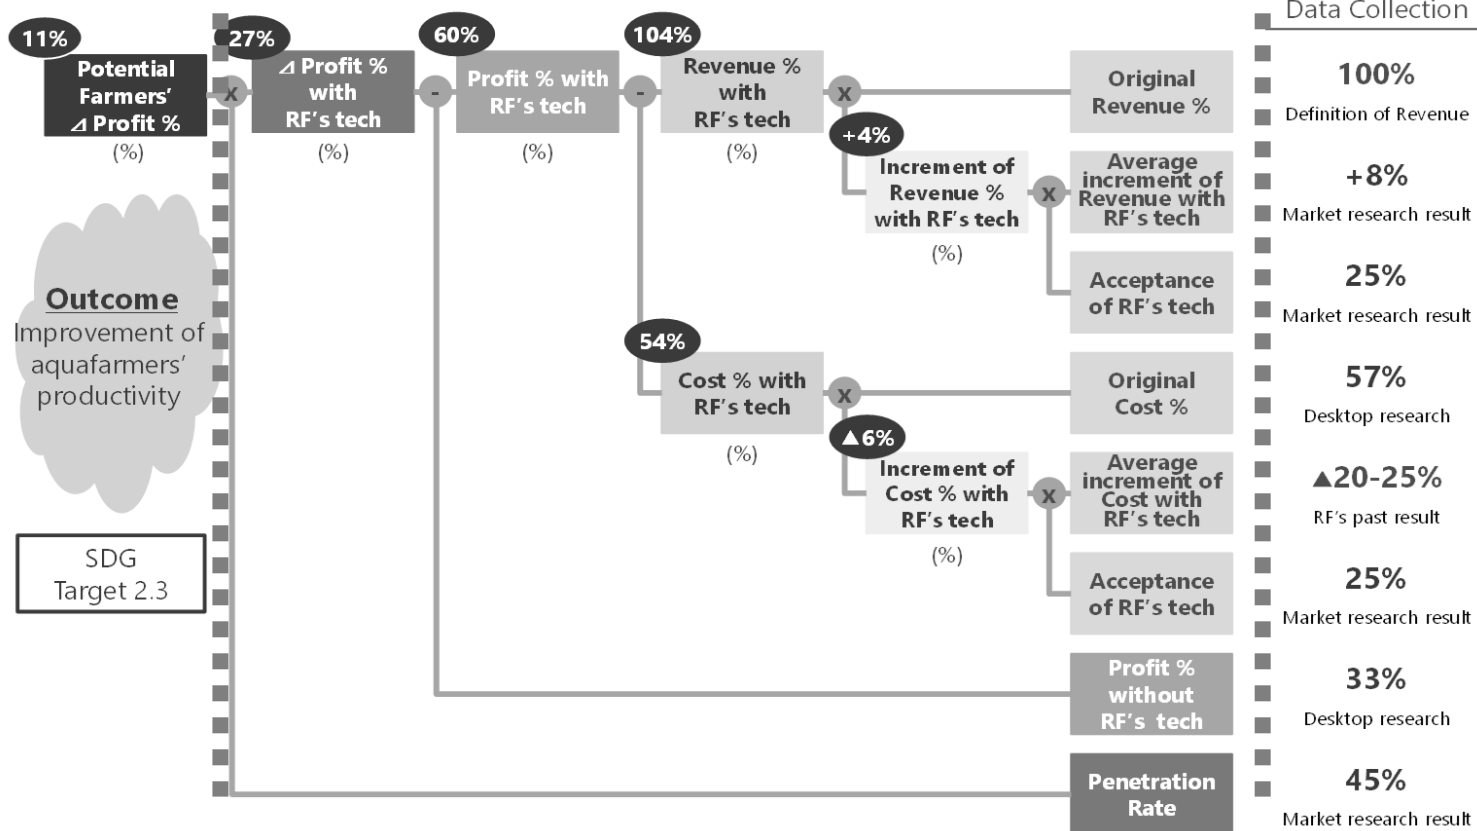 11%
Potential
Farmers'
⊿ Profit %
(%)
x
27%
⊿ Profit %
with
RF's tech
(%)
-
60%
Profit % with
RF's tech
(%)
-
104%
Revenue %
with
RF's tech
(%)
x
Original
Revenue %
+4%
Increment of
Revenue %
with RF's tech
(%)
x
Average
increment of
Revenue with
RF's tech
Acceptance
of RF's tech
54%
Cost % with
RF's tech
(%)
x
Original
Cost %
▲6%
Increment of
Cost % with
RF's tech
(%)
x
Average
increment of
Cost with
RF's tech
Acceptance
of RF's tech
Profit %
without
RF's tech
Penetration
Rate
Outcome
Improvement of
aquafarmers'
productivity
SDG
Target 2.3
Data Collection
100%
Definition of Revenue
+8%
Market research result
25%
Market research result
57%
Desktop research
▲20-25%
RF's past result
25%
Market research result
33%
Desktop research
45%
Market research result